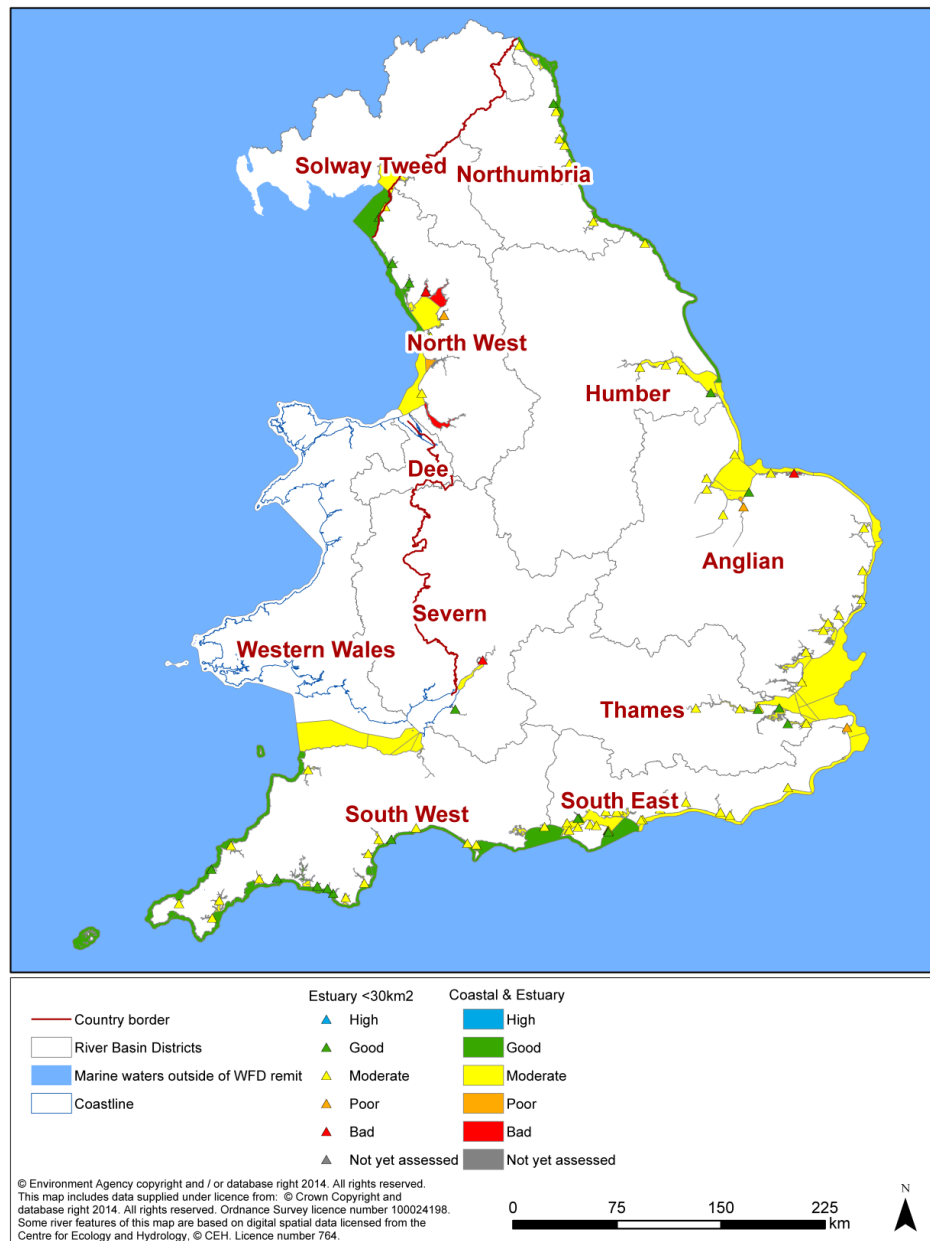 Solway Tweed
Northumbria
North West
Humber
Dee
Anglian
Severn
Western Wales
Thames
South East
South West
Country border
River Basin Districts
Marine waters outside of WFD remit
Coastline
Estuary <30km2
High
Good
Moderate
Poor
Bad
Not yet assessed
Coastal & Estuary
High
Good
Moderate
Poor
Bad
Not yet assessed
© Environment Agency copyright and / or database right 2014. All rights reserved.
This map includes data supplied under licence from: © Crown Copyright and
database right 2014. All rights reserved. Ordnance Survey licence number 100024198.
Some river features of this map are based on digital spatial data licensed from the
Centre for Ecology and Hydrology, © CEH. Licence number 764.
0 75 150 225
km
N